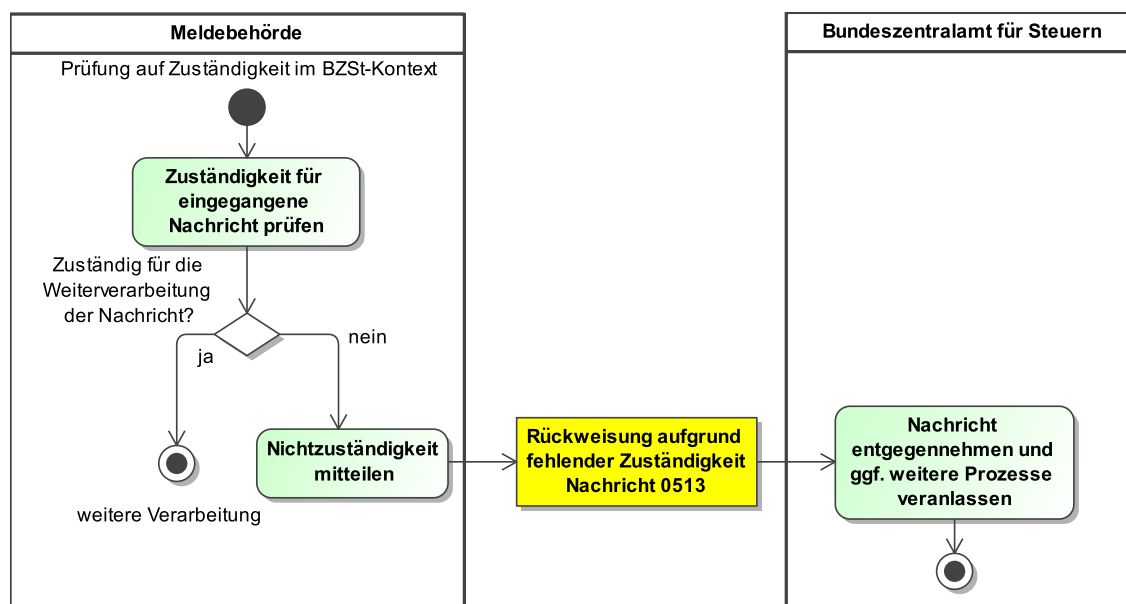 Meldebehörde
Bundeszentralamt für Steuern
Prüfung auf Zuständigkeit im BZSt-Kontext
Zuständigkeit für
eingegangene
Nachricht prüfen
Zuständig für die
Weiterverarbeitung
der Nachricht?
ja
nein
Nichtzuständigkeit
mitteilen
weitere Verarbeitung
Rückweisung aufgrund
fehlender Zuständigkeit
Nachricht 0513
Nachricht
entgegennehmen und
ggf. weitere Prozesse
veranlassen